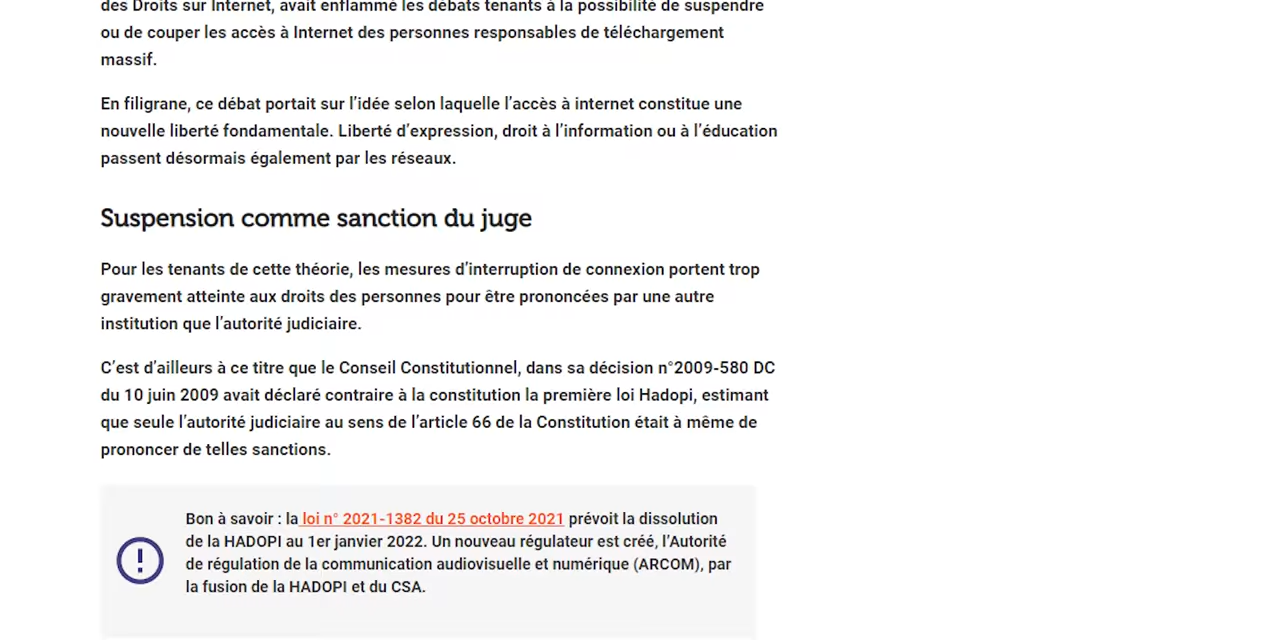 des Droits sur Internet, avait enflammé les débats tenants à la possibilité de suspendre
ou de couper les accès à Internet des personnes responsables de téléchargement
massif.
En filigrane, ce débat portait sur l’idée selon laquelle l’accès à internet constitue une
nouvelle liberté fondamentale. Liberté d’expression, droit à l’information ou à l’éducation
passent désormais également par les réseaux.
Suspension comme sanction du juge
Pour les tenants de cette théorie, les mesures d’interruption de connexion portent trop
gravement atteinte aux droits des personnes pour être prononcées par une autre
institution que l’autorité judiciaire.
C’est d’ailleurs à ce titre que le Conseil Constitutionnel, dans sa décision n°2009-580 DC
du 10 juin 2009 avait déclaré contraire à la constitution la première loi Hadopi, estimant
que seule l’autorité judiciaire au sens de l’article 66 de la Constitution était à même de
prononcer de telles sanctions.
Bon à savoir : la loi n° 2021-1382 du 25 octobre 2021 prévoit la dissolution
de la HADOPI au 1er janvier 2022. Un nouveau régulateur est créé, l’Autorité
de régulation de la communication audiovisuelle et numérique (ARCOM), par
la fusion de la HADOPI et du CSA.